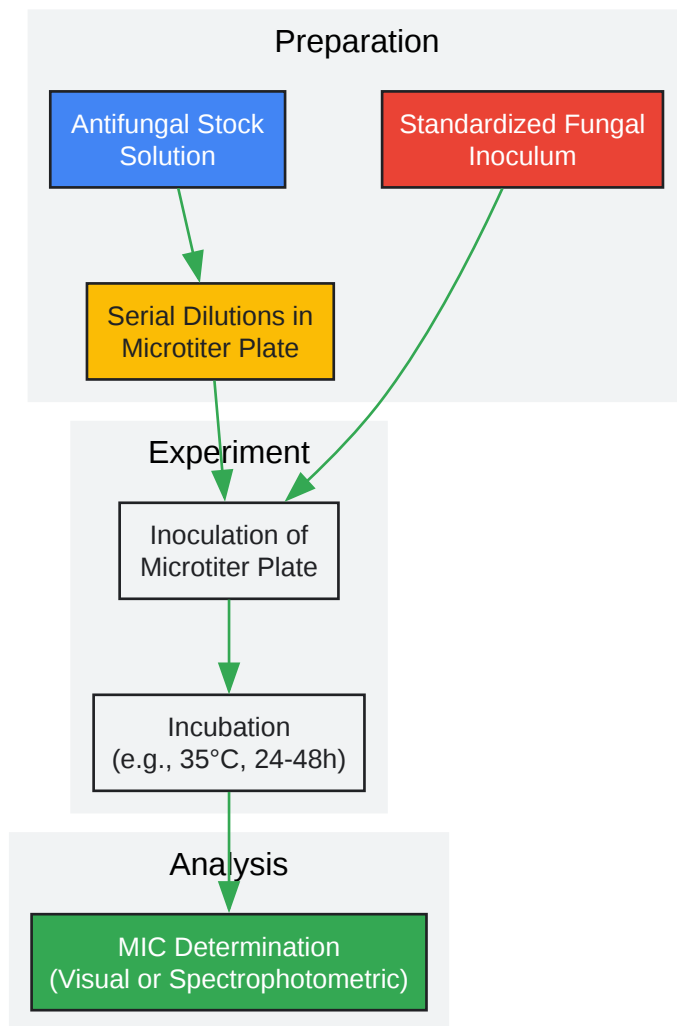 Preparation
Antifungal Stock
Solution
Standardized Fungal
Inoculum
Serial Dilutions in
Microtiter Plate
Experiment
Inoculation of
Microtiter Plate
Incubation
(e.g., 35°C, 24-48h)
Analysis
MIC Determination
(Visual or Spectrophotometric)